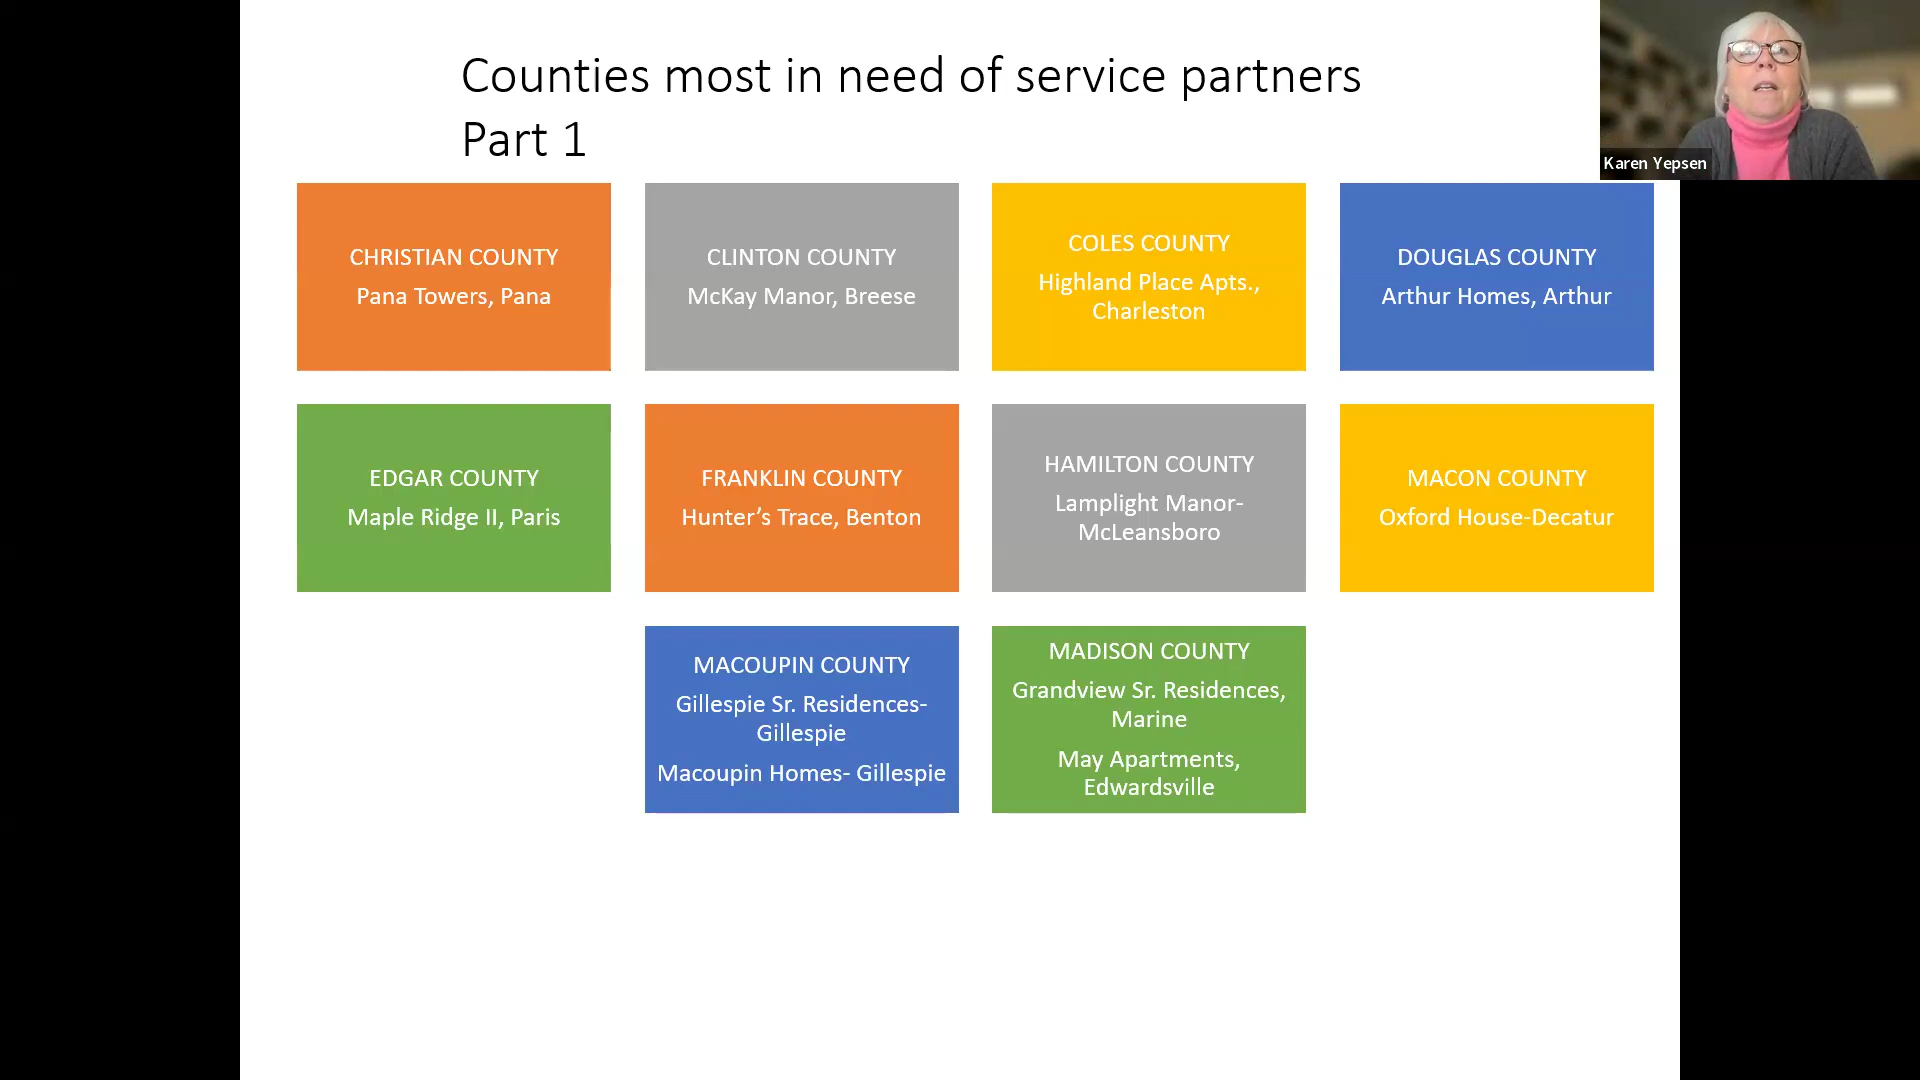 Counties most in need of service partners
Part 1
Karen Yepsen
CHRISTIAN COUNTY
Pana Towers, Pana
CLINTON COUNTY
McKay Manor, Breese
COLES COUNTY
Highland Place Apts.,
Charleston
DOUGLAS COUNTY
Arthur Homes, Arthur
EDGAR COUNTY
Maple Ridge II, Paris
FRANKLIN COUNTY
Hunter’s Trace, Benton
HAMILTON COUNTY
Lamplight Manor-
McLeansboro
MACON COUNTY
Oxford House-Decatur
MACOUPIN COUNTY
Gillespie Sr. Residences-
Gillespie
Macoupin Homes- Gillespie
MADISON COUNTY
Grandview Sr. Residences,
Marine
May Apartments,
Edwardsville